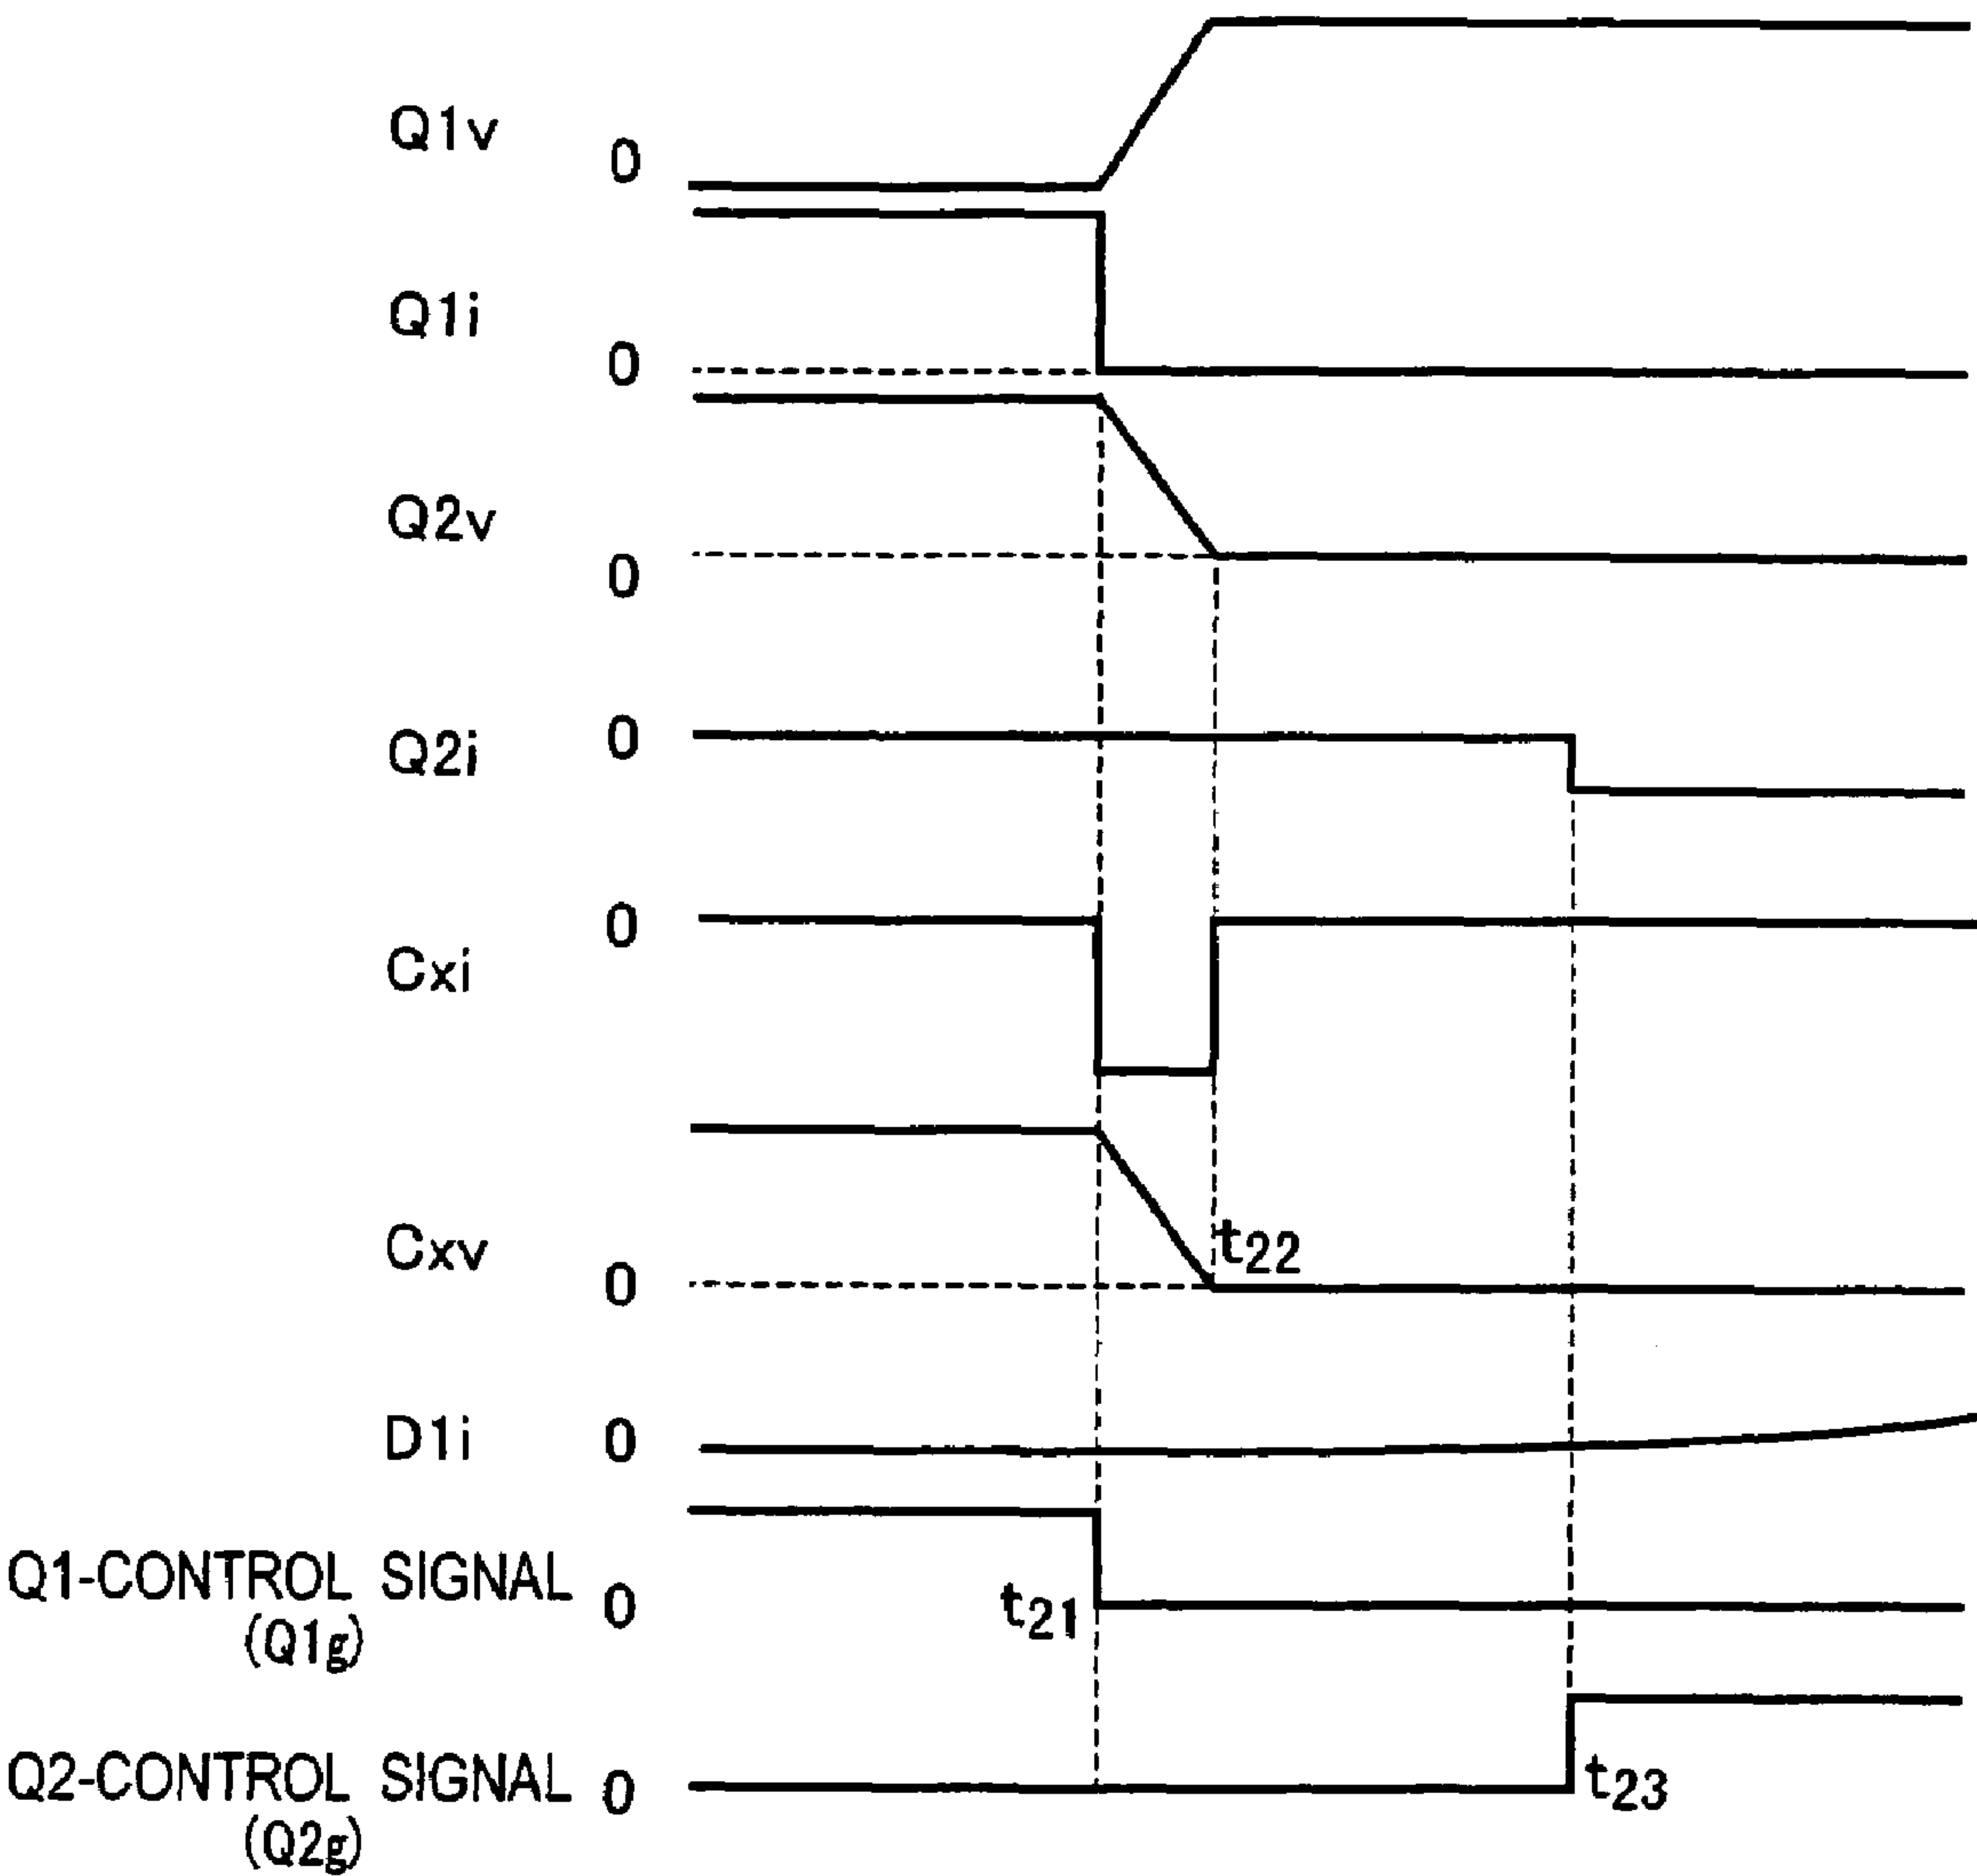 Q1v
0
Q1i
0
Q2v
0
Q2i 0
0
Cxi
t22
Cxv
0
D1i 0
Q1-CONTROL SIGNAL 0
(Q1g)
t21
Q2-CONTROL SIGNAL 0
(Q2g)
t23